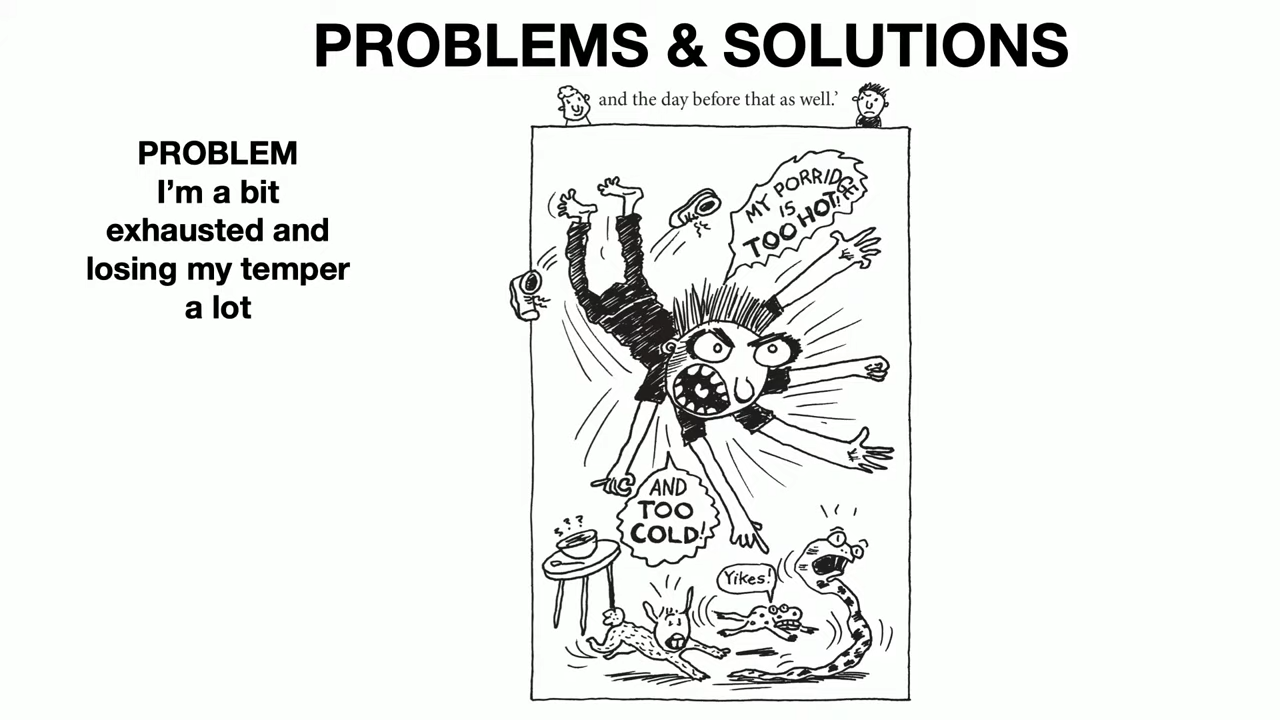 PROBLEMS & SOLUTIONS
and the day before that as well.’
PROBLEM
I’m a bit
exhausted and
losing my temper
a lot
MY PORRIDGE
IS
TOO HOT!
AND
TOO
COLD!
Yikes!
???